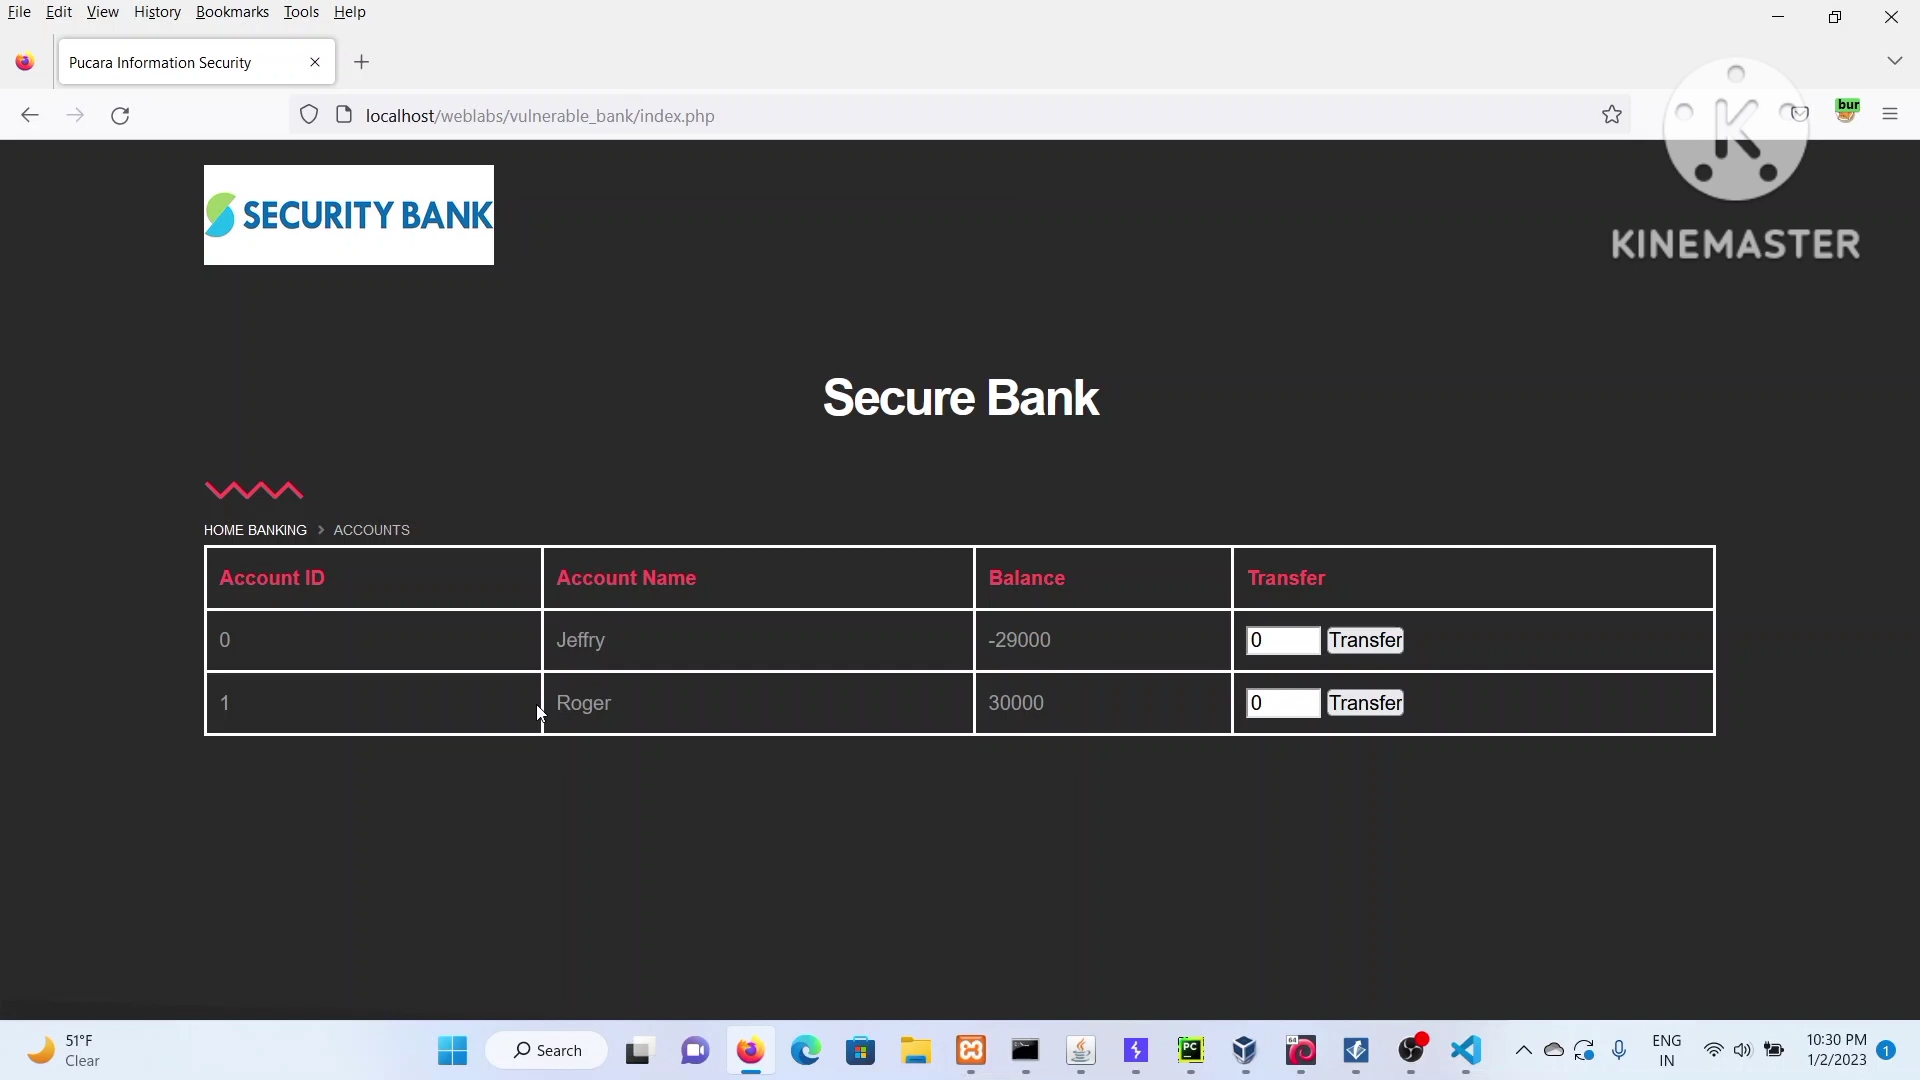 File Edit View History Bookmarks Tools Help
Pucara Information Security
localhost/weblabs/vulnerable_bank/index.php
bur
K
KINEMASTER
SECURITY BANK
Secure Bank
HOME BANKING > ACCOUNTS
Account ID Account Name Balance Transfer
0 Jeffry -29000 0 Transfer
1 Roger 30000 0 Transfer
51°F
Clear
Search
PC
64
ENG
IN
10:30 PM
1/2/2023
1